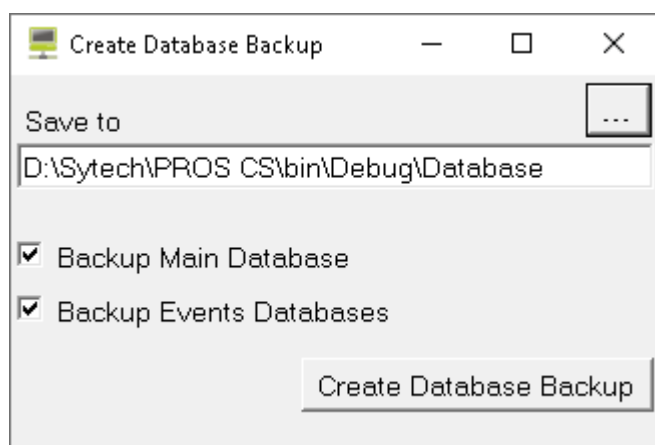 Create Database Backup
...
Save to
D:\Sytech\PROS CS\bin\Debug\Database
Backup Main Database
Backup Events Databases
Create Database Backup